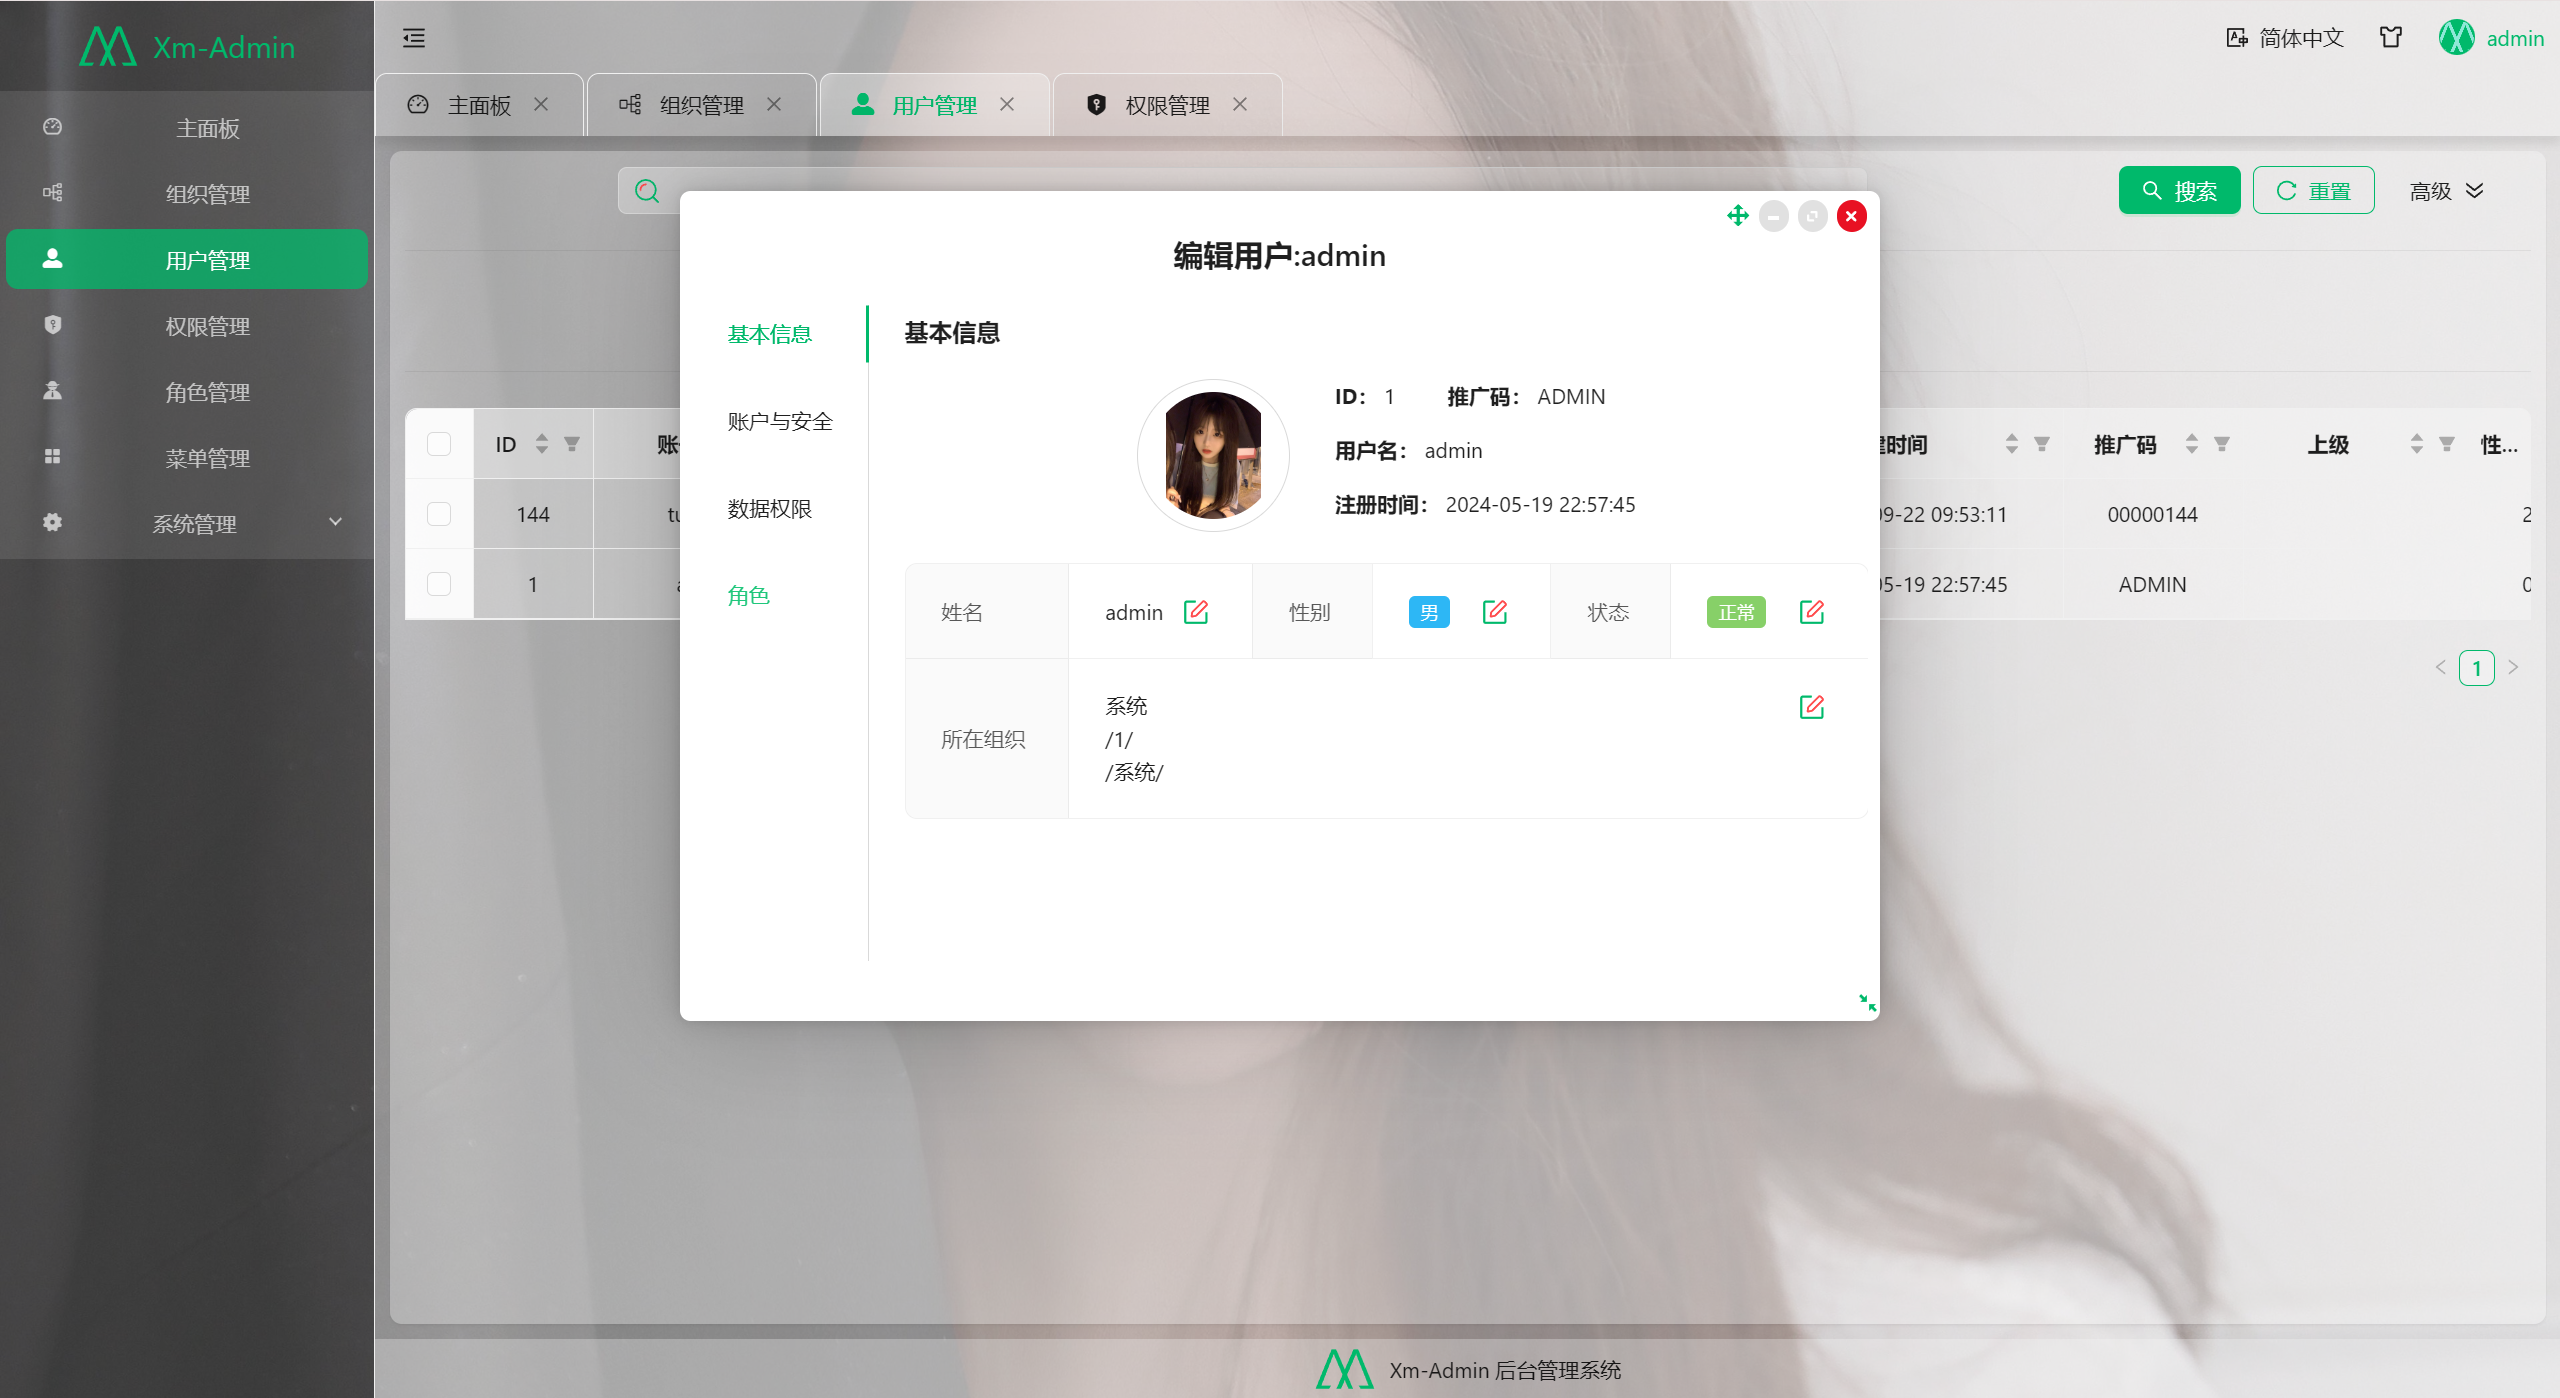 Xm-Admin
简体中文
admin
主面板
组织管理
用户管理
权限管理
主面板
组织管理
用户管理
权限管理
角色管理
菜单管理
系统管理
搜索
重置
高级
编辑用户:admin
基本信息
账户与安全
数据权限
角色
基本信息
ID： 1 推广码： ADMIN
用户名： admin
注册时间： 2024-05-19 22:57:45
姓名 admin 性别 男 状态 正常
所在组织
系统
/1/
/系统/
ID 时间 推广码 上级 性...
144 09-22 09:53:11 00000144 2
1 05-19 22:57:45 ADMIN 0
1
Xm-Admin 后台管理系统